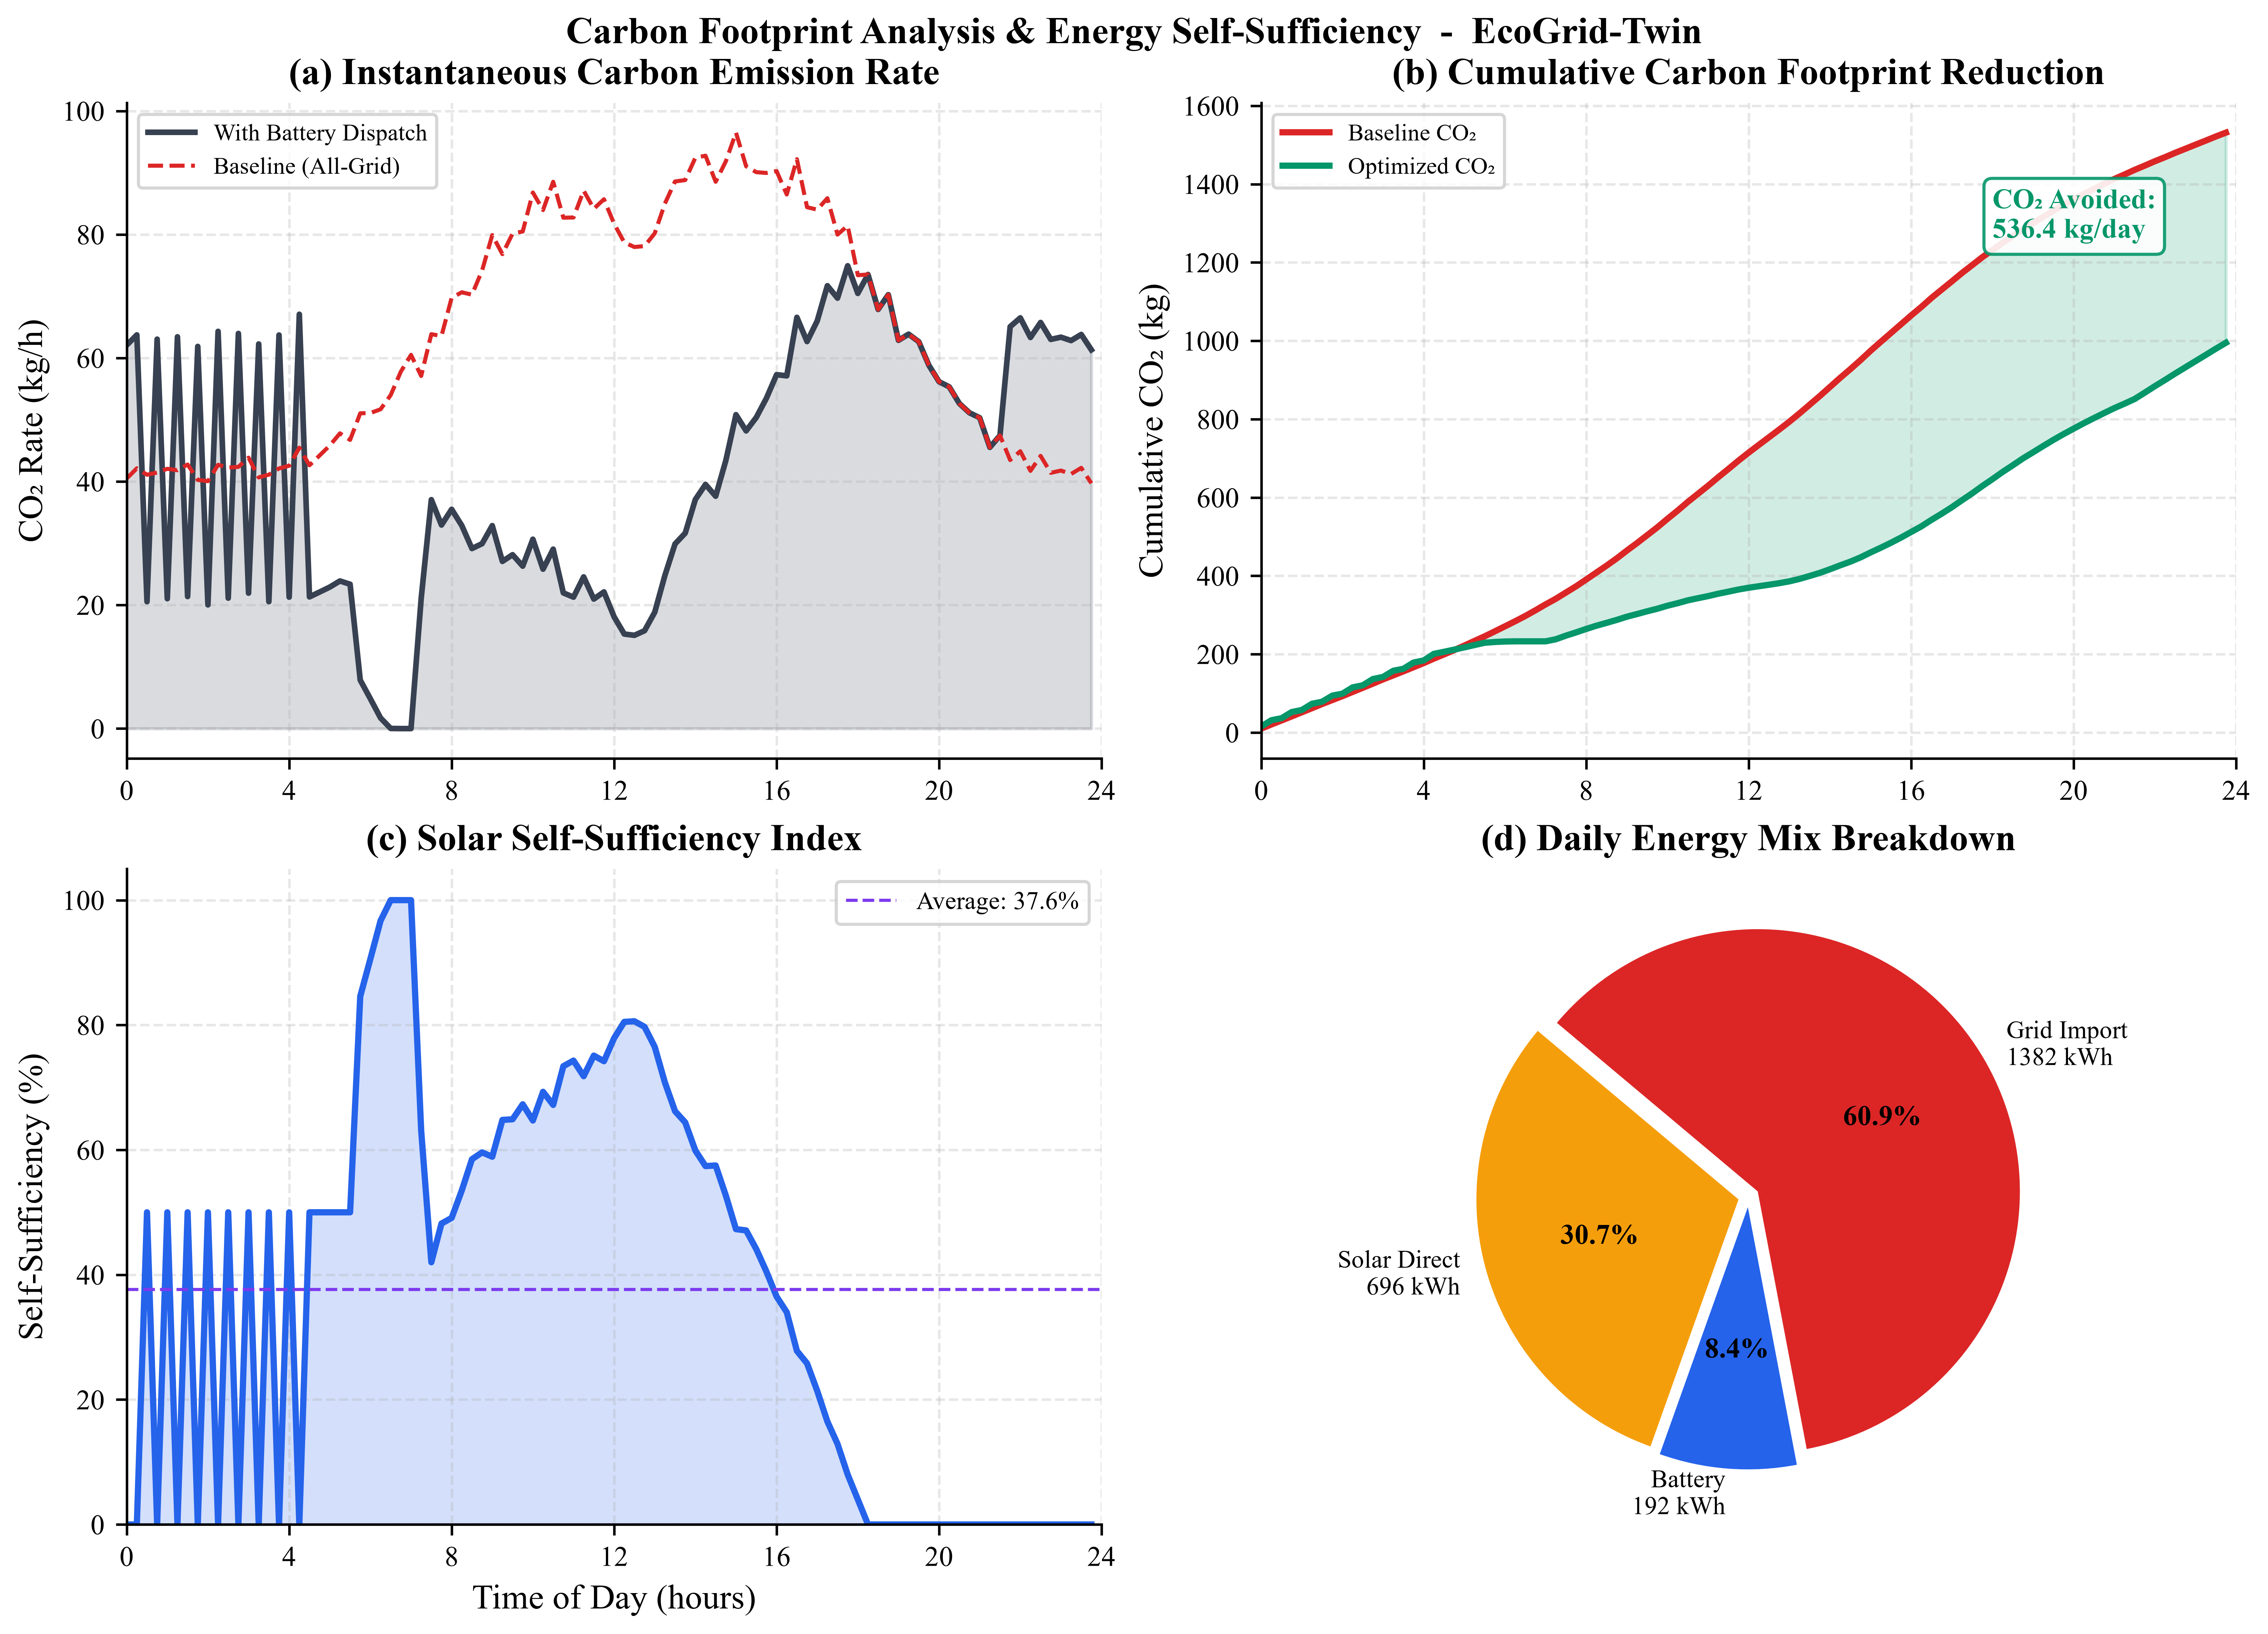 Carbon Footprint Analysis & Energy Self-Sufficiency - EcoGrid-Twin
(a) Instantaneous Carbon Emission Rate
100
80
60
40
20
0
CO₂ Rate (kg/h)
With Battery Dispatch
Baseline (All-Grid)
0 4 8 12 16 20 24
(b) Cumulative Carbon Footprint Reduction
1600
1400
1200
1000
800
600
400
200
0
Cumulative CO₂ (kg)
Baseline CO₂
Optimized CO₂
CO₂ Avoided:
536.4 kg/day
0 4 8 12 16 20 24
(c) Solar Self-Sufficiency Index
100
80
60
40
20
0
Self-Sufficiency (%)
Average: 37.6%
0 4 8 12 16 20 24
Time of Day (hours)
(d) Daily Energy Mix Breakdown
Grid Import
1382 kWh
60.9%
30.7%
Solar Direct
696 kWh
8.4%
Battery
192 kWh